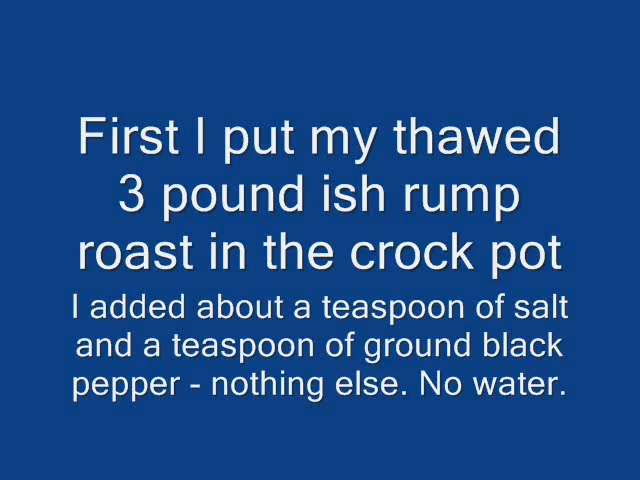 First I put my thawed
3 pound ish rump
roast in the crock pot
I added about a teaspoon of salt
and a teaspoon of ground black
pepper - nothing else. No water.